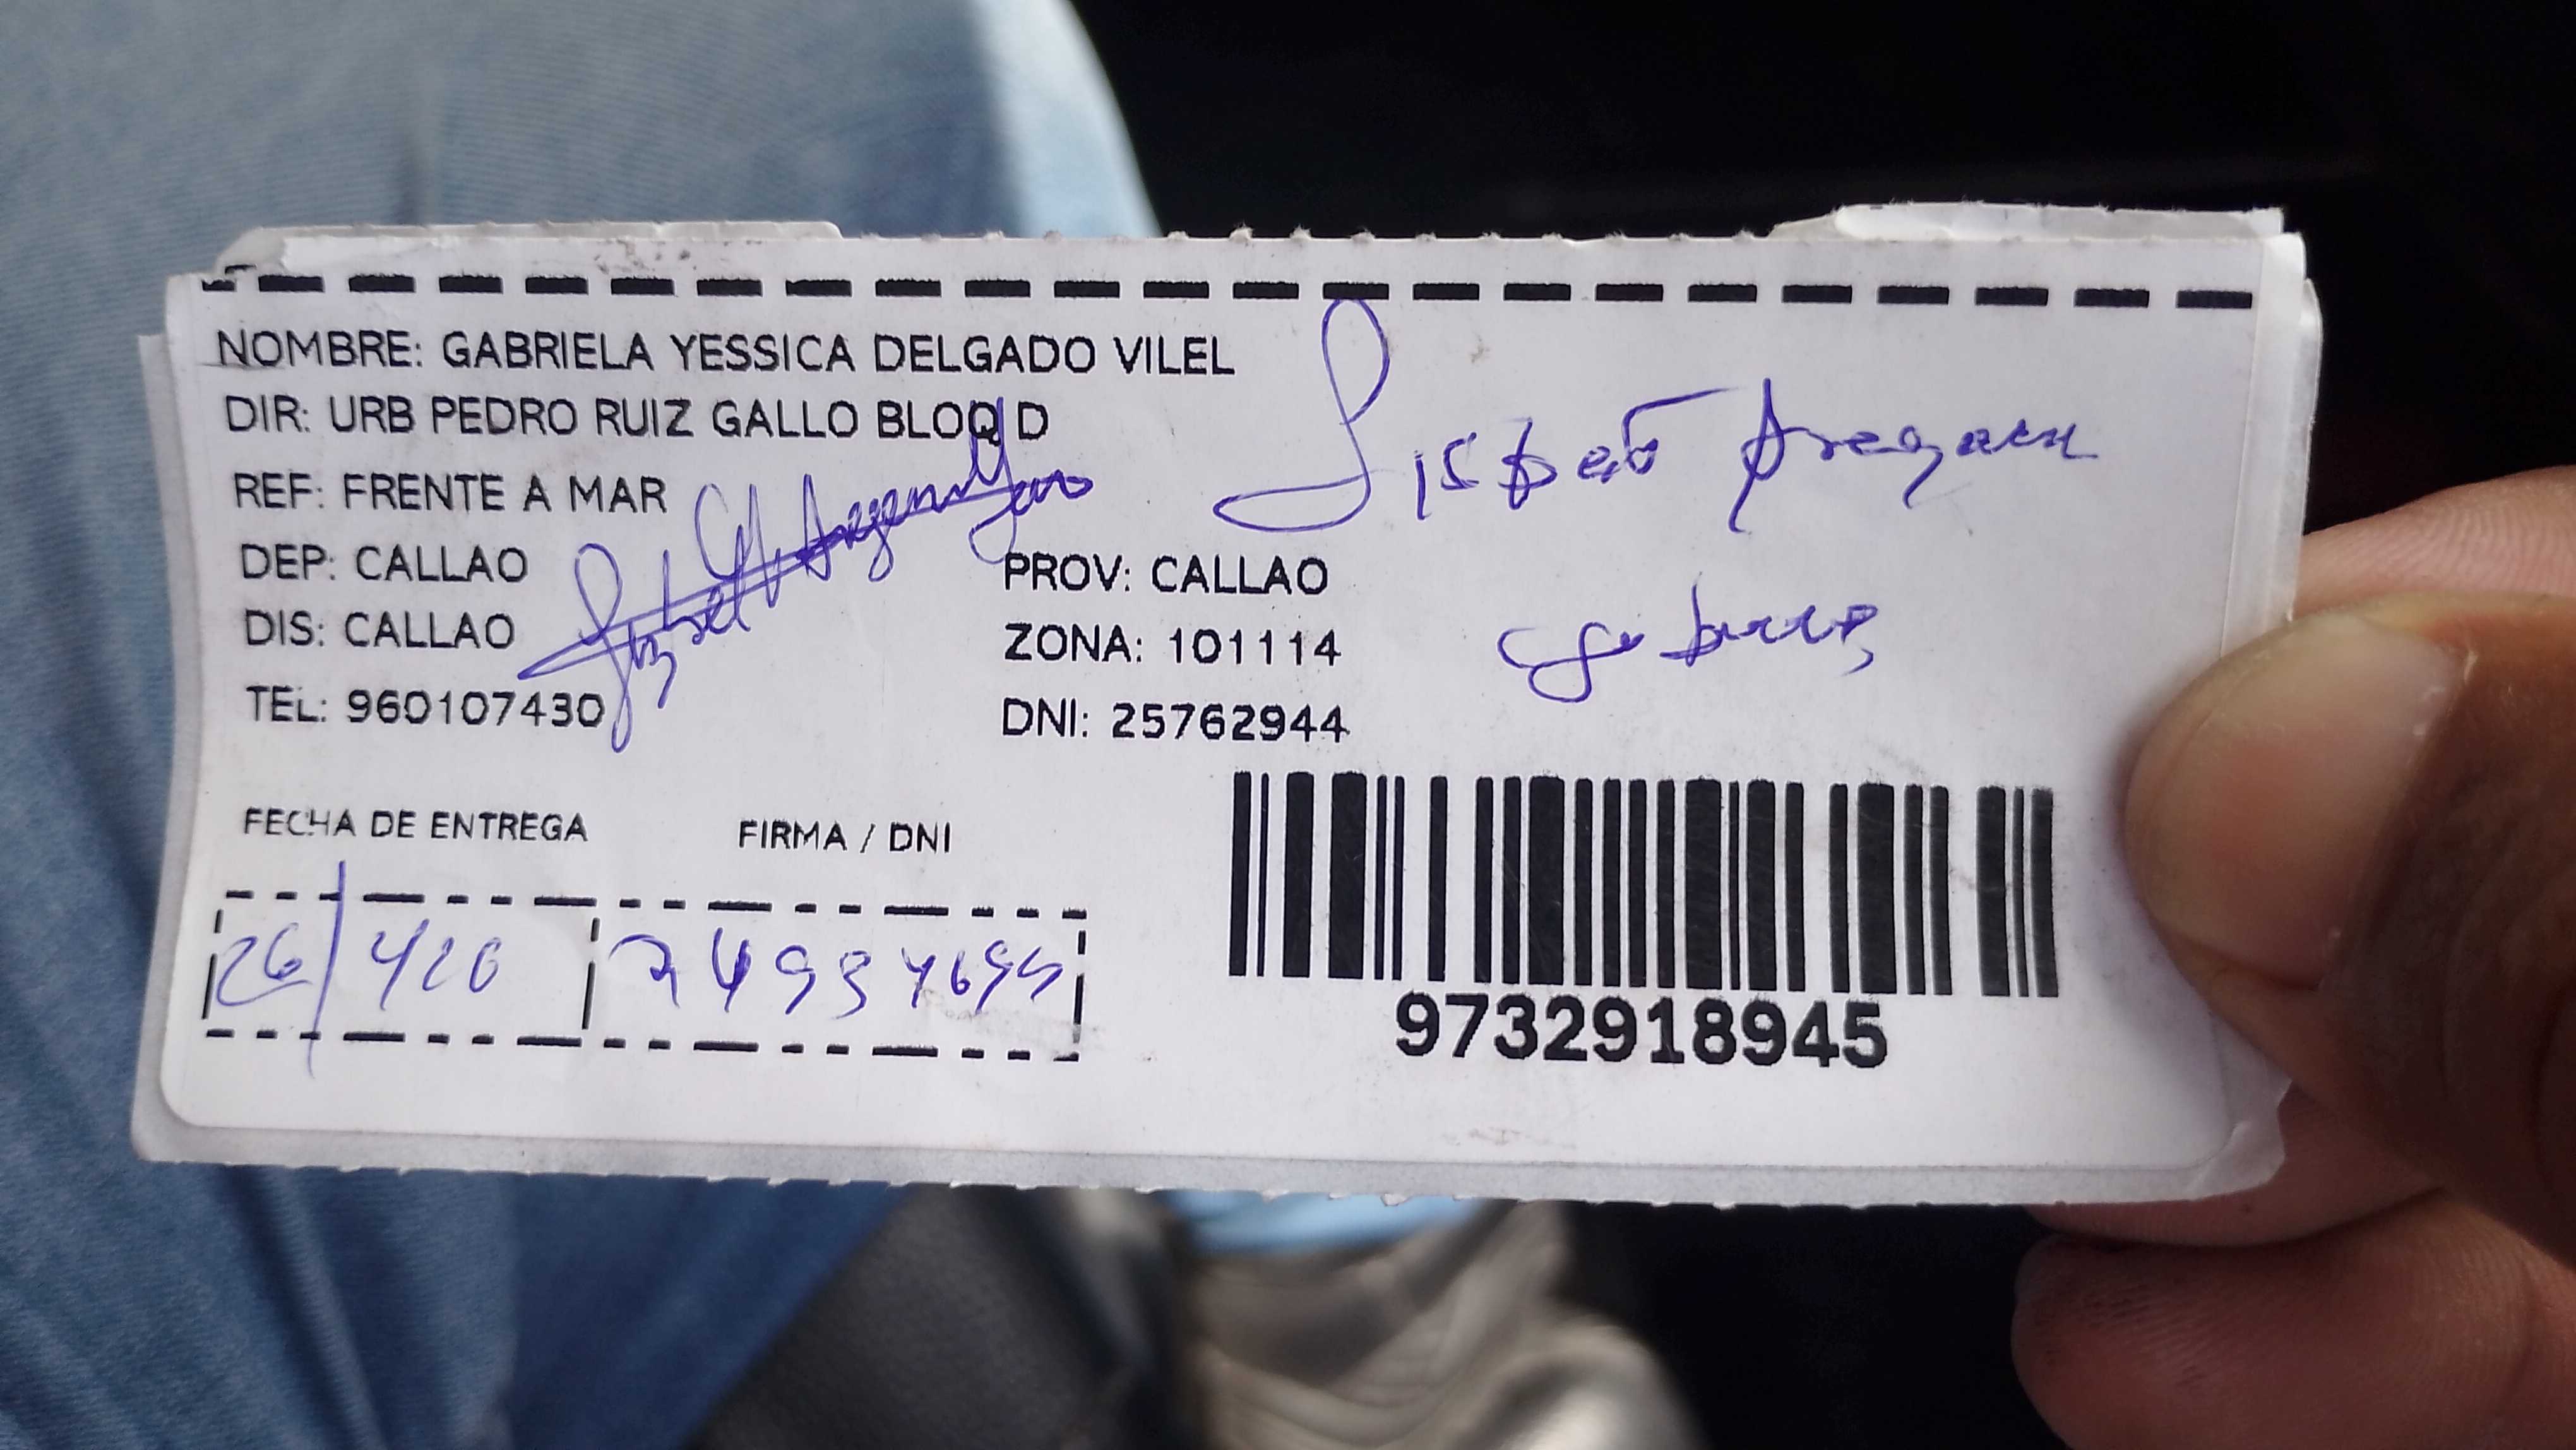 NOMBRE: GABRIELA YESSICA DELGADO VILEL
DIR: URB PEDRO RUIZ GALLO BLOQ D
REF: FRENTE A MAR
DEP: CALLAO
PROV: CALLAO
DIS: CALLAO
ZONA: 101114
TEL: 960107430
DNI: 25762944
FECHA DE ENTREGA
FIRMA / DNI
26/
9732918945